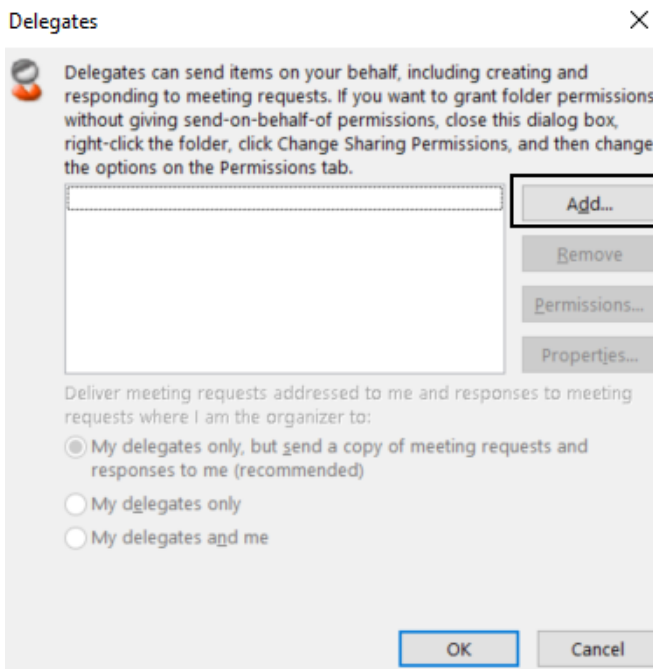 Delegates
Delegates can send items on your behalf, including creating and
responding to meeting requests. If you want to grant folder permissions
without giving send-on-behalf-of permissions, close this dialog box,
right-click the folder, click Change Sharing Permissions, and then change
the options on the Permissions tab.
Add...
Remove
Permissions...
Properties...
Deliver meeting requests addressed to me and responses to meeting
requests where I am the organizer to:
My delegates only, but send a copy of meeting requests and
responses to me (recommended)
My delegates only
My delegates and me
OK
Cancel